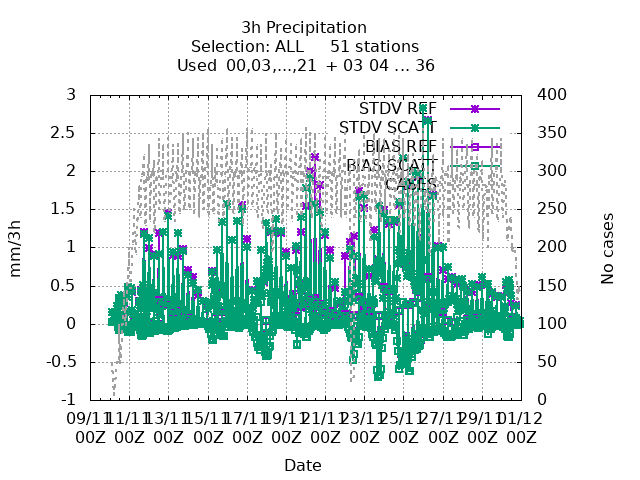 3h Precipitation
Selection: ALL 51 stations
Used 00,03,...,21 + 03 04 ... 36
3 400
STDV REF
2.5 350
STDV SCATT
BIAS REF
2 300
BIAS SCATT
CASES
1.5 250
1 200
0.5 150
0 100
-0.5 50
-1 0
mm/3h
No cases
09/11 11/11 13/11 15/11 17/11 19/11 21/11 23/11 25/11 27/11 29/11 01/12
00Z 00Z 00Z 00Z 00Z 00Z 00Z 00Z 00Z 00Z 00Z 00Z
Date